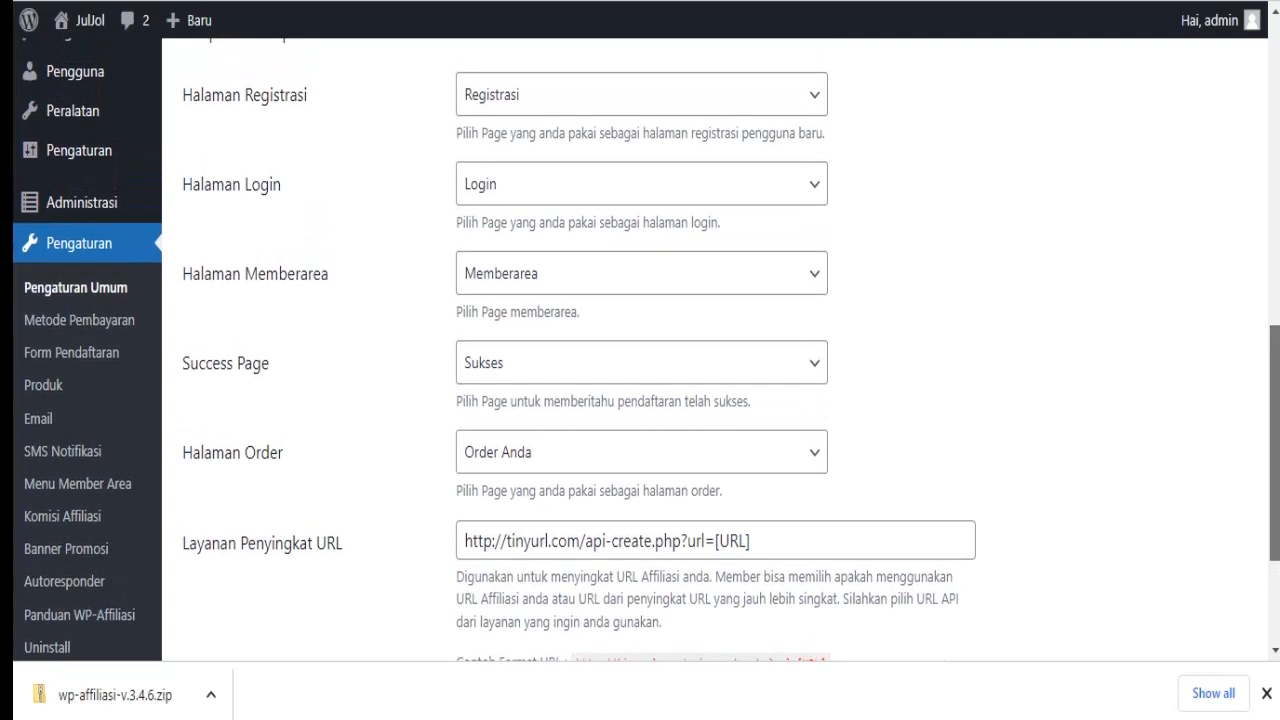 JulJol
2
Baru
Hai, admin
Pengguna
Peralatan
Pengaturan
Administrasi
Pengaturan
Pengaturan Umum
Metode Pembayaran
Form Pendaftaran
Produk
Email
SMS Notifikasi
Menu Member Area
Komisi Affiliasi
Banner Promosi
Autoresponder
Panduan WP-Affiliasi
Uninstall
Halaman Registrasi
Registrasi
Pilih Page yang anda pakai sebagai halaman registrasi pengguna baru.
Halaman Login
Login
Pilih Page yang anda pakai sebagai halaman login.
Halaman Memberarea
Memberarea
Pilih Page memberarea.
Success Page
Sukses
Pilih Page untuk memberitahu pendaftaran telah sukses.
Halaman Order
Order Anda
Pilih Page yang anda pakai sebagai halaman order.
Layanan Penyingkat URL
http://tinyurl.com/api-create.php?url=[URL]
Digunakan untuk menyingkat URL Affiliasi anda. Member bisa memilih apakah menggunakan
URL Affiliasi anda atau URL dari penyingkat URL yang jauh lebih singkat. Silahkan pilih URL API
dari layanan yang ingin anda gunakan.
Contoh Format URL :
wp-affiliasi-v.3.4.6.zip
Show all